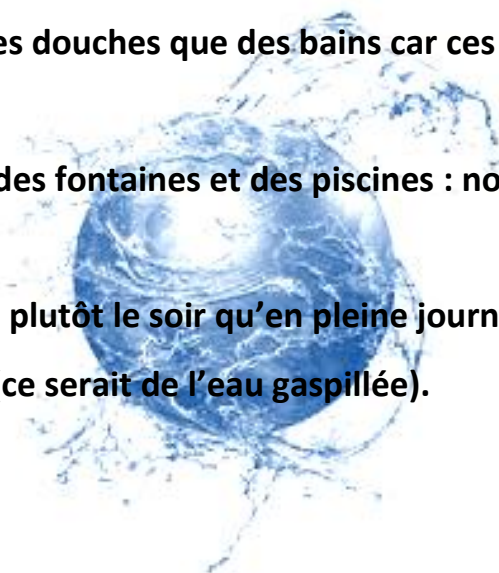 es douches que des bains car ces
des fontaines et des piscines : no
plutôt le soir qu’en pleine journ
ce serait de l’eau gaspillée).